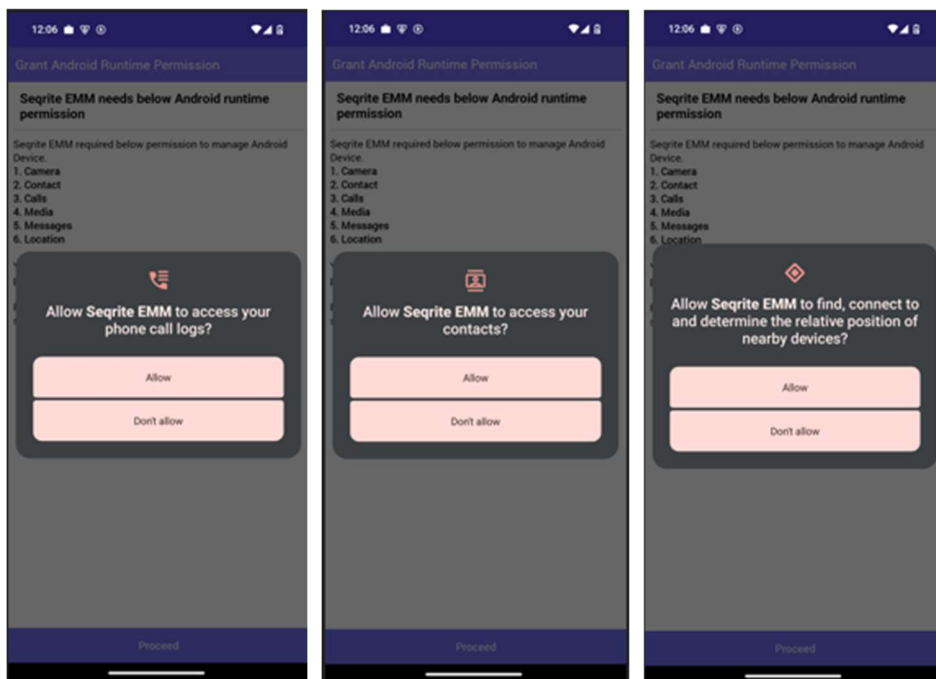 12:06
Grant Android Runtime Permission
Seqrite EMM needs below Android runtime
permission
Seqrite EMM required below permission to manage Android
Device.
1. Camera
2. Contact
3. Calls
4. Media
5. Messages
6. Location
Allow Seqrite EMM to access your
phone call logs?
Allow
Don't allow
Proceed
12:06
Grant Android Runtime Permission
Seqrite EMM needs below Android runtime
permission
Seqrite EMM required below permission to manage Android
Device.
1. Camera
2. Contact
3. Calls
4. Media
5. Messages
6. Location
Allow Seqrite EMM to access your
contacts?
Allow
Don't allow
Proceed
12:06
Grant Android Runtime Permission
Seqrite EMM needs below Android runtime
permission
Seqrite EMM required below permission to manage Android
Device.
1. Camera
2. Contact
3. Calls
4. Media
5. Messages
6. Location
Allow Seqrite EMM to find, connect to
and determine the relative position of
nearby devices?
Allow
Don't allow
Proceed